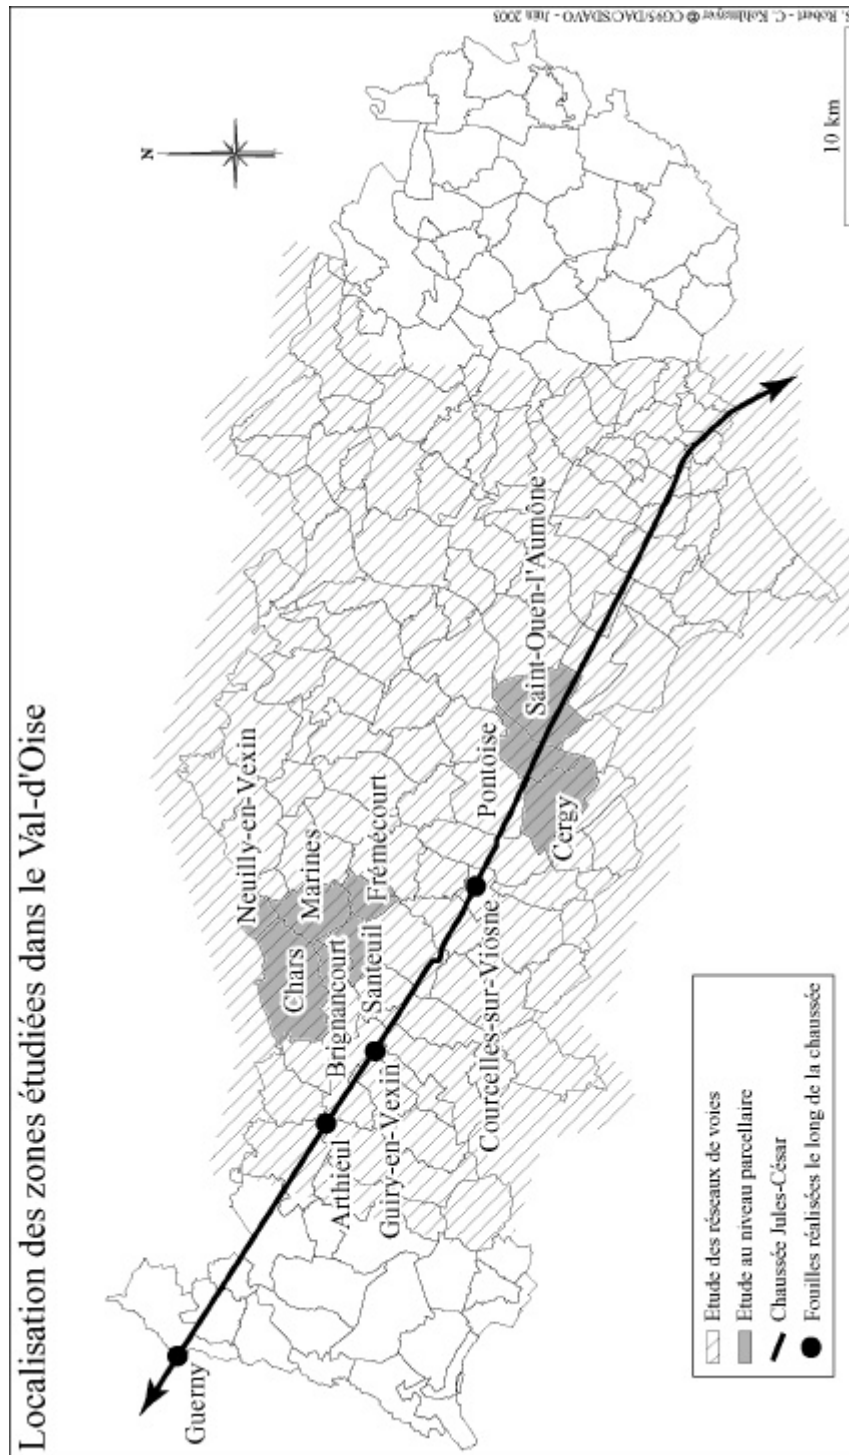 Localisation des zones étudiées dans le Val-d'Oise
N
Neuilly-en-Vexin
Chars
Marines
Brignancourt
Frémécourt
Santeuil
Guerny
Arthieul
Guiry-en-Vexin
Courcelles-sur-Viosne
Pontoise
Saint-Ouen-l'Aumône
Cergy
Etude des réseaux de voies
Etude au niveau parcellaire
Chaussée Jules-César
Fouilles réalisées le long de la chaussée
10 km
S. Robert - C. Kohlmayer © CG95/DAC/SDAVO - Juin 2003